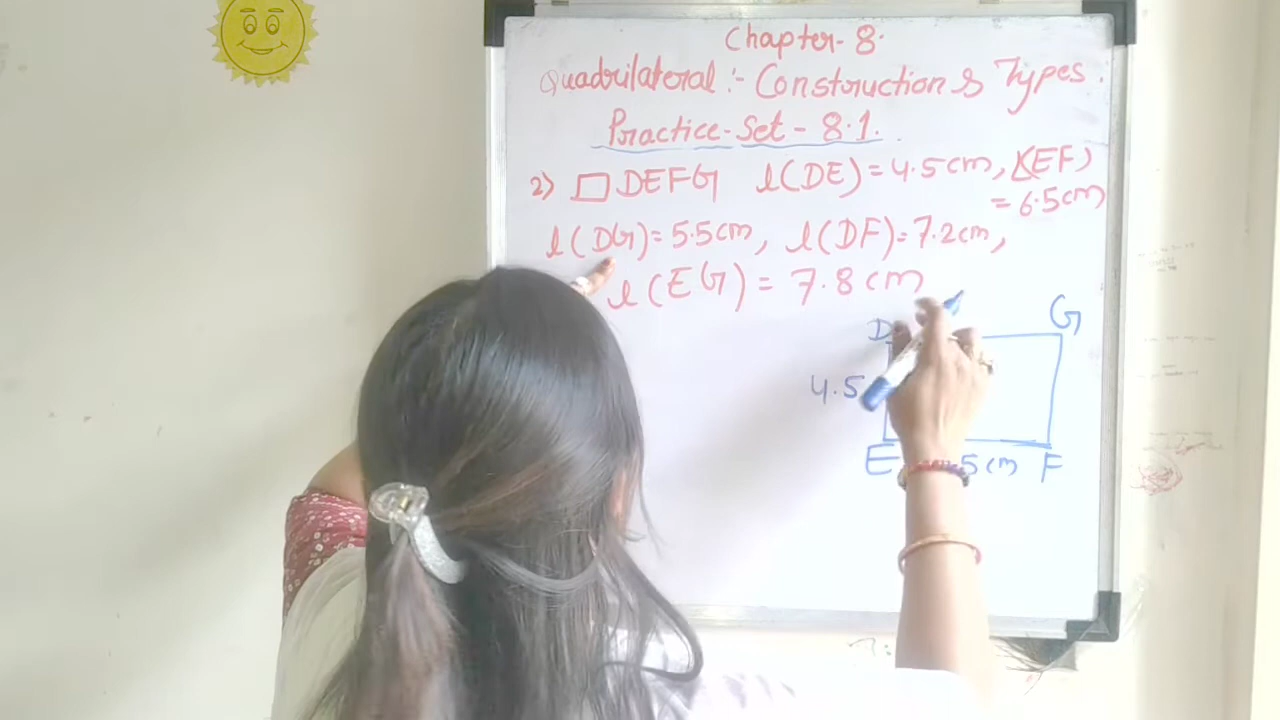 Chapter-8.
Quadrilateral :- Construction & Types.
Practice-Set-8.1.
2) □DEFG l(DE)=4.5cm, l(EF)
=6.5cm
l(DG)=5.5cm, l(DF)=7.2cm,
l(EG)=7.8cm
D G
4.5
E 5cm F